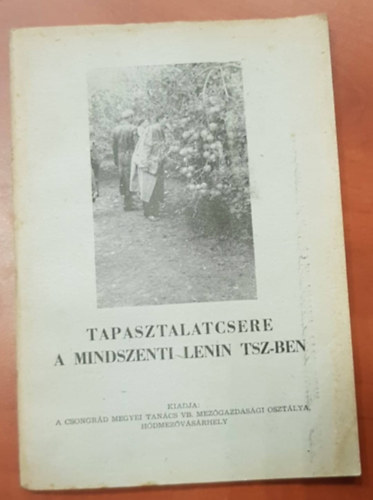 TAPASZTALATCSERE
A MINDSZENTI LENIN TSZ-BEN
KIADJA:
A CSONGRÁD MEGYEI TANÁCS VB. MEZŐGAZDASÁGI OSZTÁLYA,
HÓDMEZŐVÁSÁRHELY